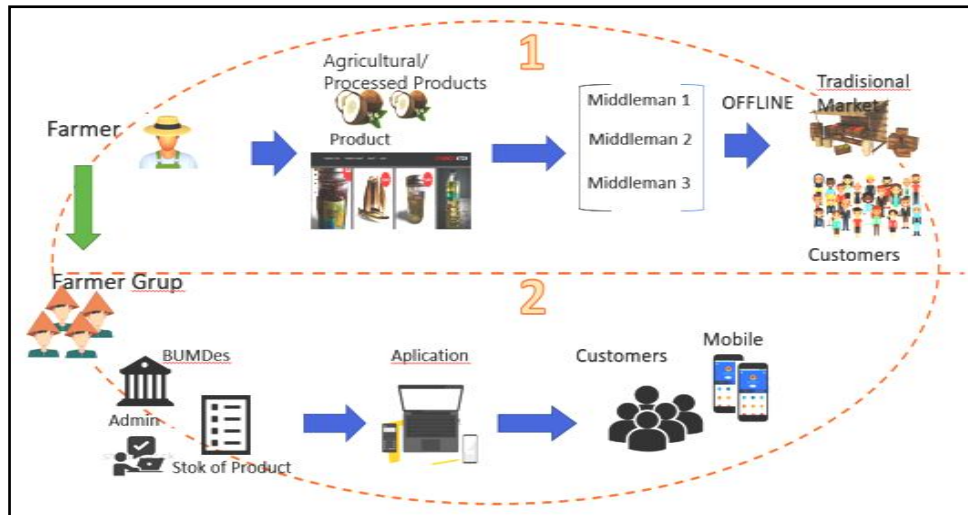 1
Agricultural/
Processed Products
Product
Farmer
Middleman 1
Middleman 2
Middleman 3
OFFLINE
Tradisional
Market
Customers
Farmer Grup
2
BUMDes
Admin
Stok of Product
Aplication
Customers
Mobile